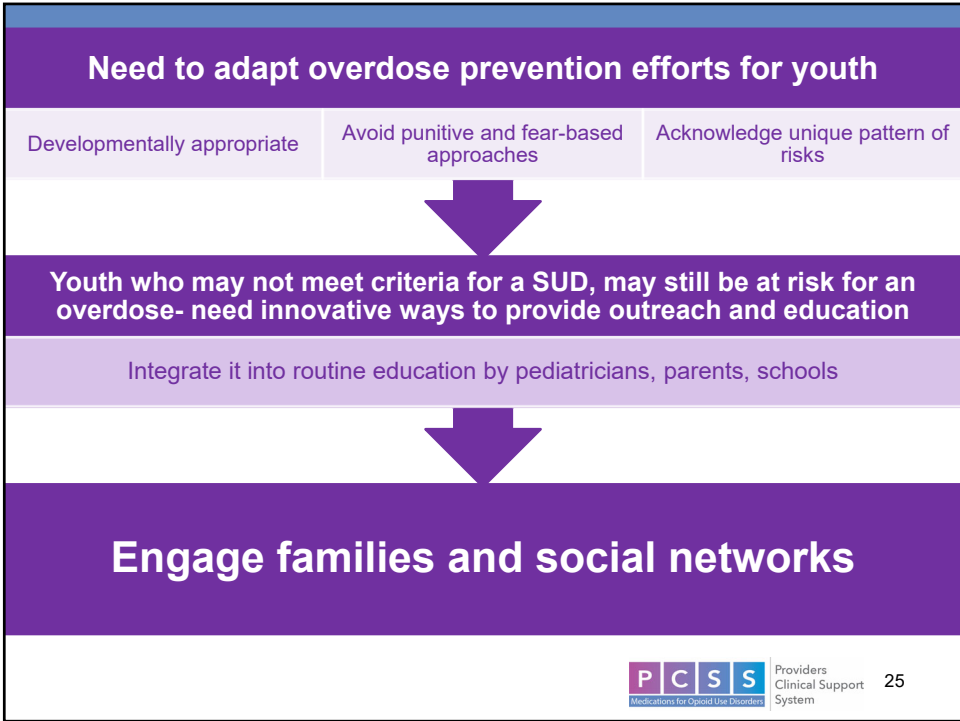 Need to adapt overdose prevention efforts for youth
Developmentally appropriate
Avoid punitive and fear-based
approaches
Acknowledge unique pattern of
risks
Youth who may not meet criteria for a SUD, may still be at risk for an
overdose- need innovative ways to provide outreach and education
Integrate it into routine education by pediatricians, parents, schools
Engage families and social networks
PCSS
Medications for Opioid Use Disorders
Providers
Clinical Support
System
25